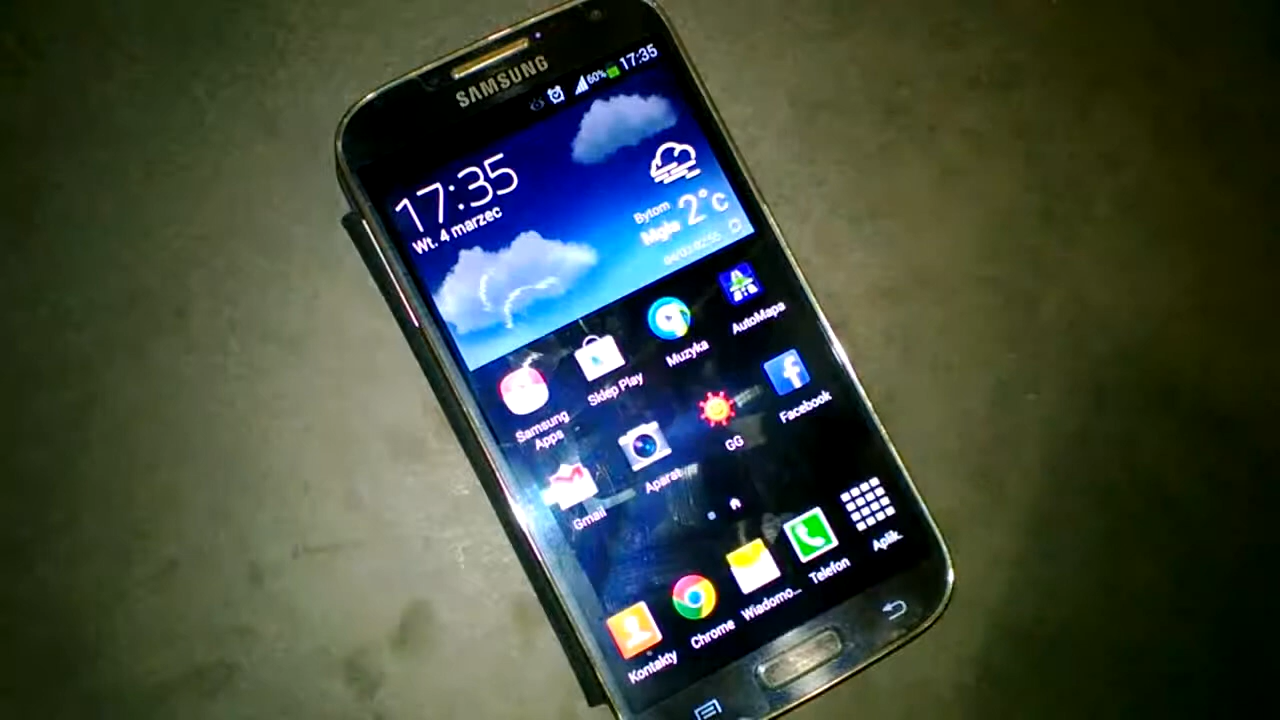 SAMSUNG
60% 17:35
17:35
Wt. 4 marzec
Bytom
Mgła 2°C
Samsung
Apps
Sklep Play
Muzyka
AutoMapa
Gmail
Aparat
GG
Facebook
Kontakty
Chrome
Wiadomo...
Telefon
Aplik.